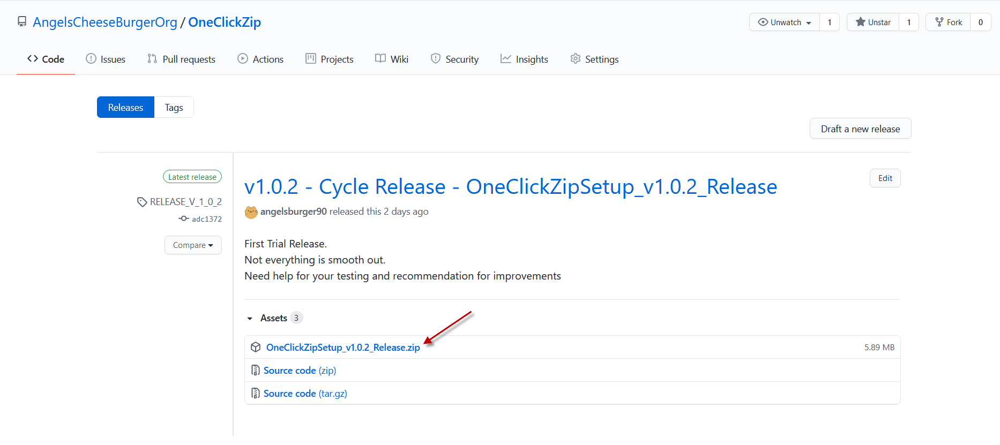 AngelsCheeseBurgerOrg / OneClickZip
Unwatch 1 Unstar 1 Fork 0
Code Issues Pull requests Actions Projects Wiki Security Insights Settings
Releases Tags
Draft a new release
Latest release
RELEASE_V_1_0_2
adc1372
Compare
v1.0.2 - Cycle Release - OneClickZipSetup_v1.0.2_Release
Edit
angelsburger90 released this 2 days ago
First Trial Release.
Not everything is smooth out.
Need help for your testing and recommendation for improvements
Assets 3
OneClickZipSetup_v1.0.2_Release.zip 5.89 MB
Source code (zip)
Source code (tar.gz)